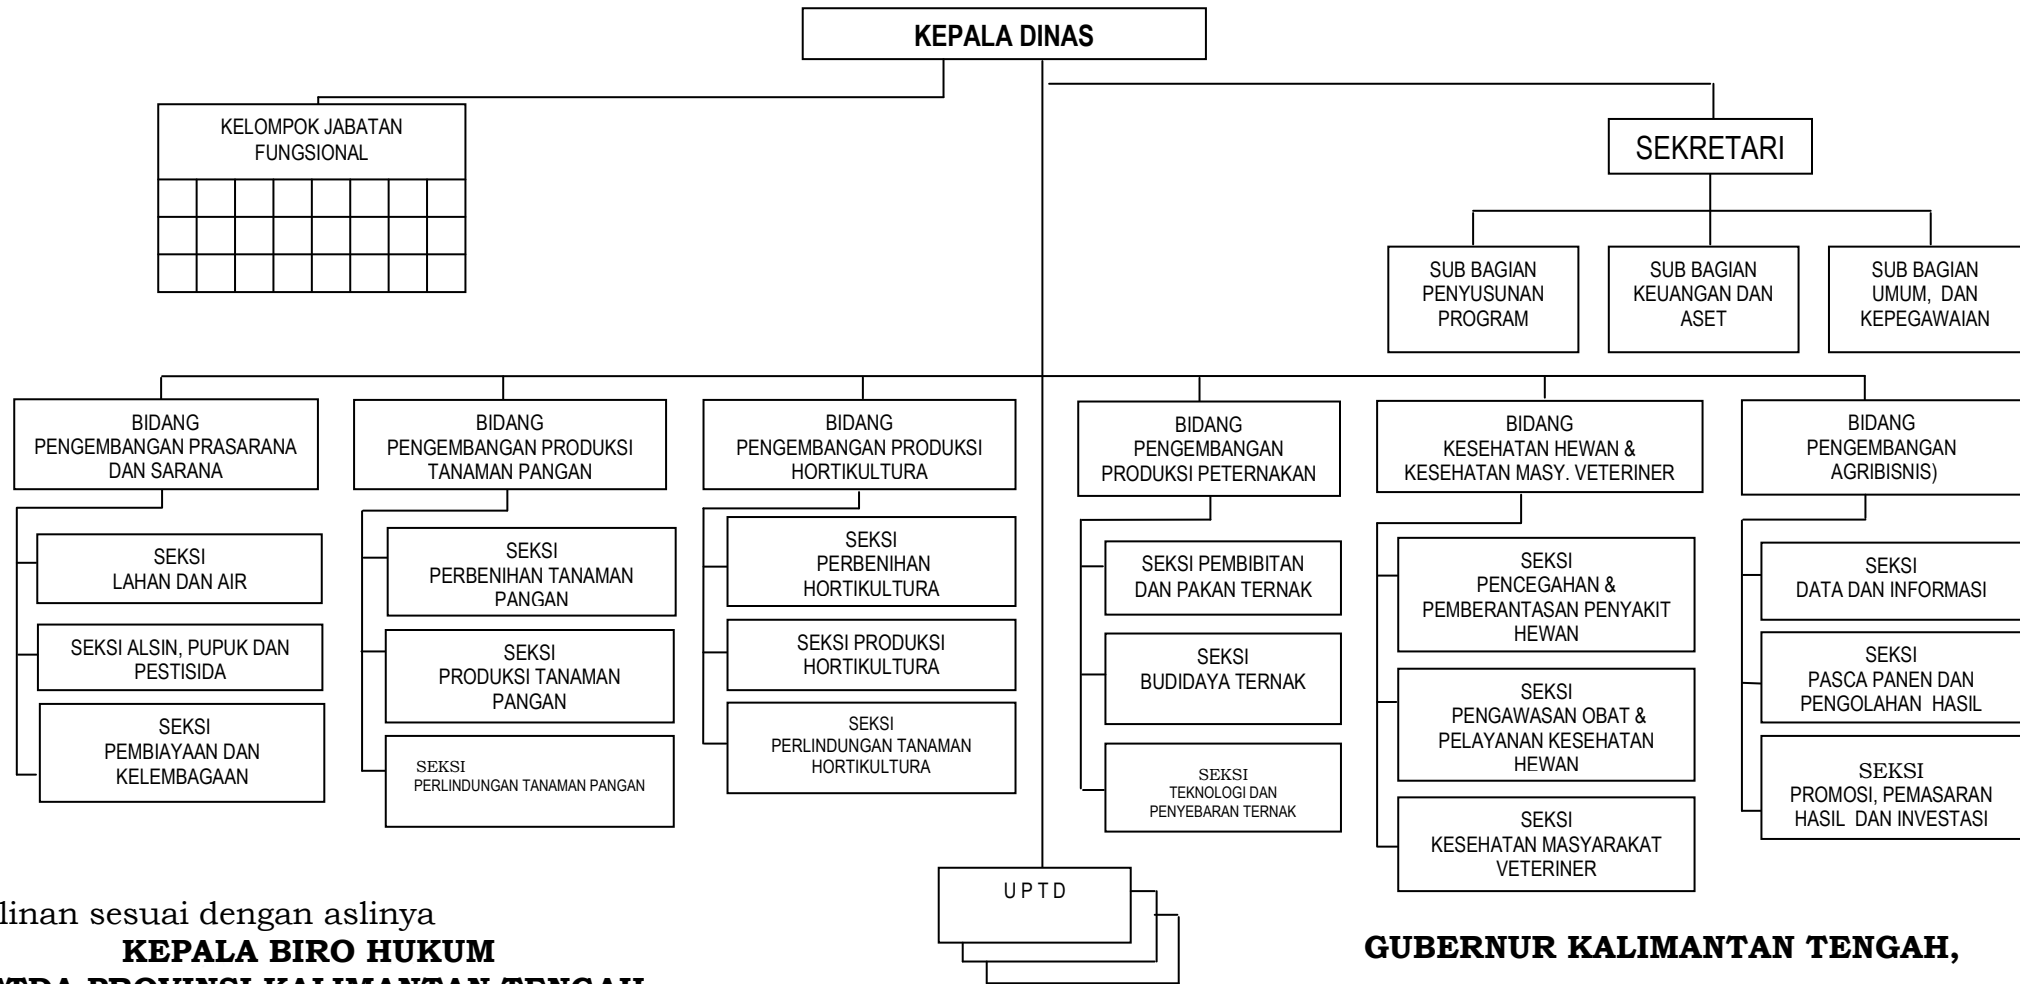 KEPALA DINAS
KELOMPOK JABATAN
FUNGSIONAL
SEKRETARI
SUB BAGIAN
PENYUSUNAN
PROGRAM
SUB BAGIAN
KEUANGAN DAN
ASET
SUB BAGIAN
UMUM, DAN
KEPEGAWAIAN
BIDANG
PENGEMBANGAN PRASARANA
DAN SARANA
BIDANG
PENGEMBANGAN PRODUKSI
TANAMAN PANGAN
BIDANG
PENGEMBANGAN PRODUKSI
HORTIKULTURA
BIDANG
PENGEMBANGAN
PRODUKSI PETERNAKAN
BIDANG
KESEHATAN HEWAN &
KESEHATAN MASY. VETERINER
BIDANG
PENGEMBANGAN
AGRIBISNIS)
SEKSI
LAHAN DAN AIR
SEKSI ALSIN, PUPUK DAN
PESTISIDA
SEKSI
PEMBIAYAAN DAN
KELEMBAGAAN
SEKSI
PERBENIHAN TANAMAN
PANGAN
SEKSI
PRODUKSI TANAMAN
PANGAN
SEKSI
PERLINDUNGAN TANAMAN PANGAN
SEKSI
PERBENIHAN
HORTIKULTURA
SEKSI PRODUKSI
HORTIKULTURA
SEKSI
PERLINDUNGAN TANAMAN
HORTIKULTURA
SEKSI PEMBIBITAN
DAN PAKAN TERNAK
SEKSI
BUDIDAYA TERNAK
SEKSI
TEKNOLOGI DAN
PENYEBARAN TERNAK
SEKSI
PENCEGAHAN &
PEMBERANTASAN PENYAKIT
HEWAN
SEKSI
PENGAWASAN OBAT &
PELAYANAN KESEHATAN
HEWAN
SEKSI
KESEHATAN MASYARAKAT
VETERINER
SEKSI
DATA DAN INFORMASI
SEKSI
PASCA PANEN DAN
PENGOLAHAN HASIL
SEKSI
PROMOSI, PEMASARAN
HASIL DAN INVESTASI
U P T D
linan sesuai dengan aslinya
KEPALA BIRO HUKUM
PROVINSI KALIMANTAN TENGAH
GUBERNUR KALIMANTAN TENGAH,